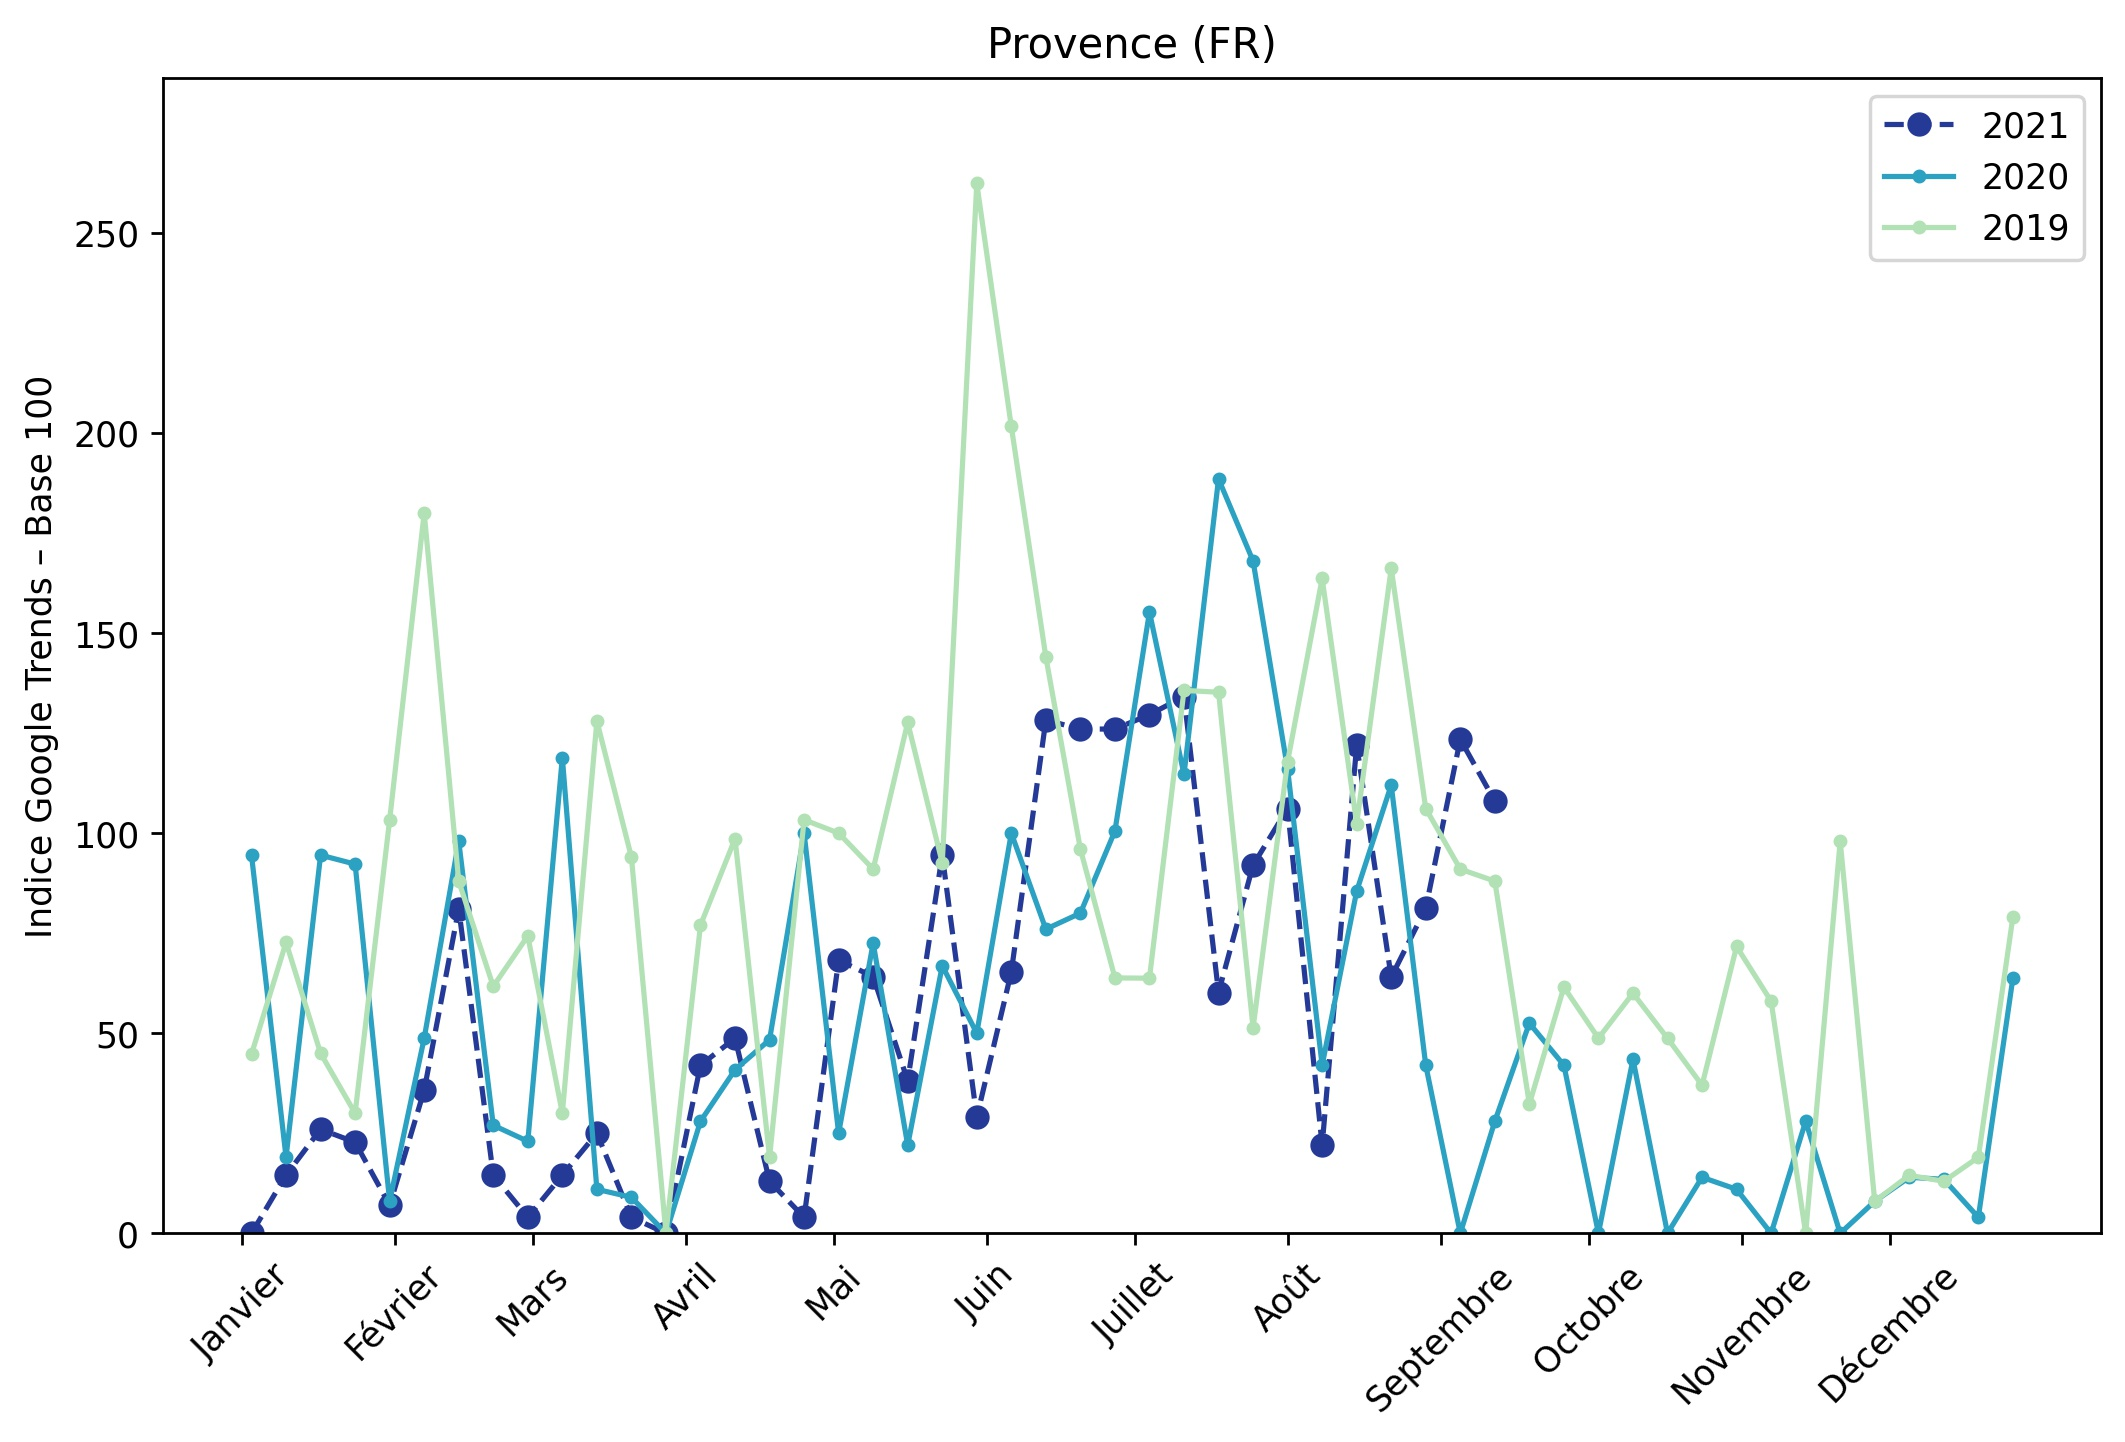 Provence (FR)
2021
2020
2019
Indice Google Trends – Base 100
250
200
150
100
50
0
Janvier
Février
Mars
Avril
Mai
Juin
Juillet
Août
Septembre
Octobre
Novembre
Décembre